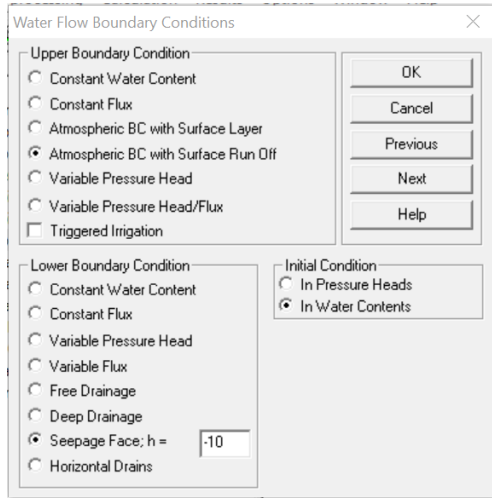 Water Flow Boundary Conditions
Upper Boundary Condition
Constant Water Content
Constant Flux
Atmospheric BC with Surface Layer
Atmospheric BC with Surface Run Off
Variable Pressure Head
Variable Pressure Head/Flux
Triggered Irrigation
OK
Cancel
Previous
Next
Help
Lower Boundary Condition
Constant Water Content
Constant Flux
Variable Pressure Head
Variable Flux
Free Drainage
Deep Drainage
Seepage Face; h = -10
Horizontal Drains
Initial Condition
In Pressure Heads
In Water Contents